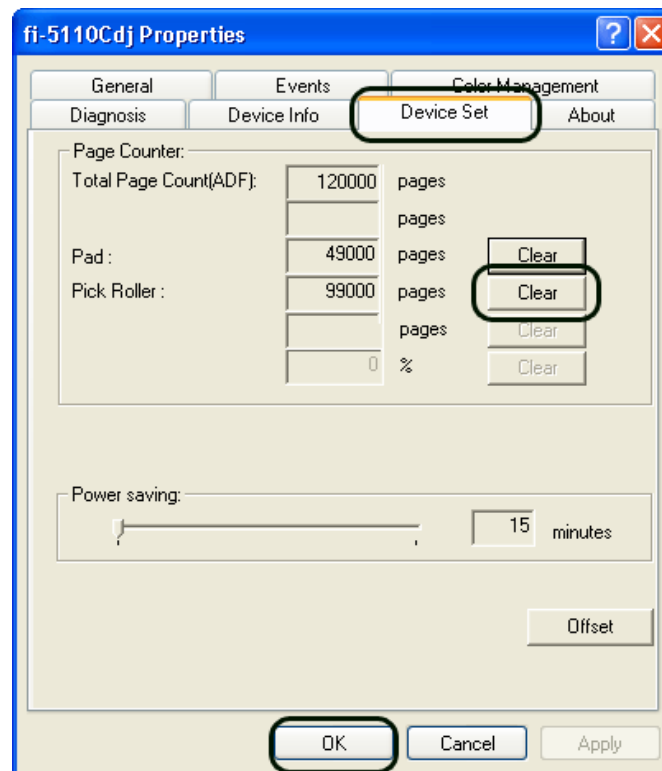 fi-5110Cdj Properties
General Events Color Management
Diagnosis Device Info Device Set About
Page Counter:
Total Page Count(ADF): 120000 pages
pages
Pad : 49000 pages Clear
Pick Roller : 99000 pages Clear
pages Clear
0 % Clear
Power saving:
15 minutes
Offset
OK Cancel Apply